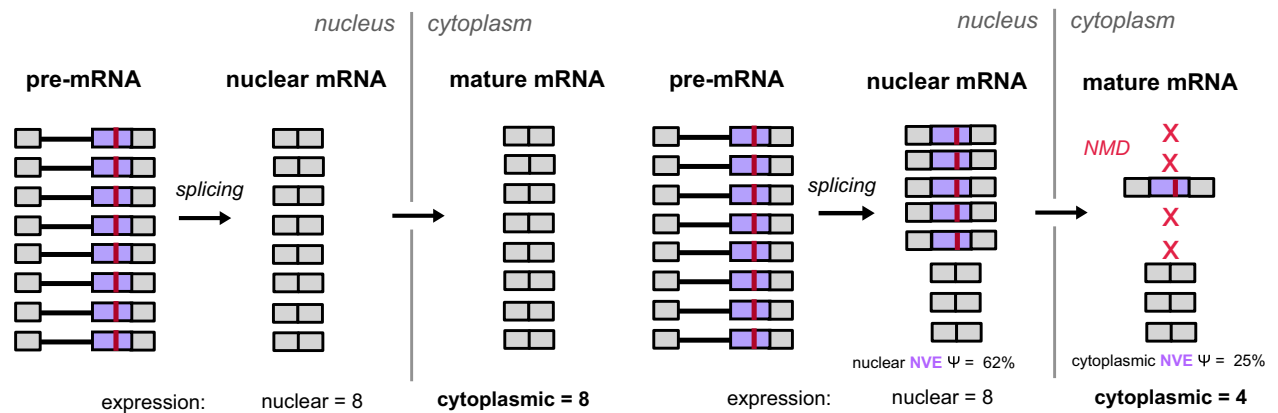 nucleus cytoplasm
pre-mRNA nuclear mRNA mature mRNA
splicing
expression: nuclear = 8 cytoplasmic = 8
nucleus cytoplasm
pre-mRNA nuclear mRNA mature mRNA
NMD
X
X
splicing
X
X
nuclear NVE Ψ = 62% cytoplasmic NVE Ψ = 25%
expression: nuclear = 8 cytoplasmic = 4